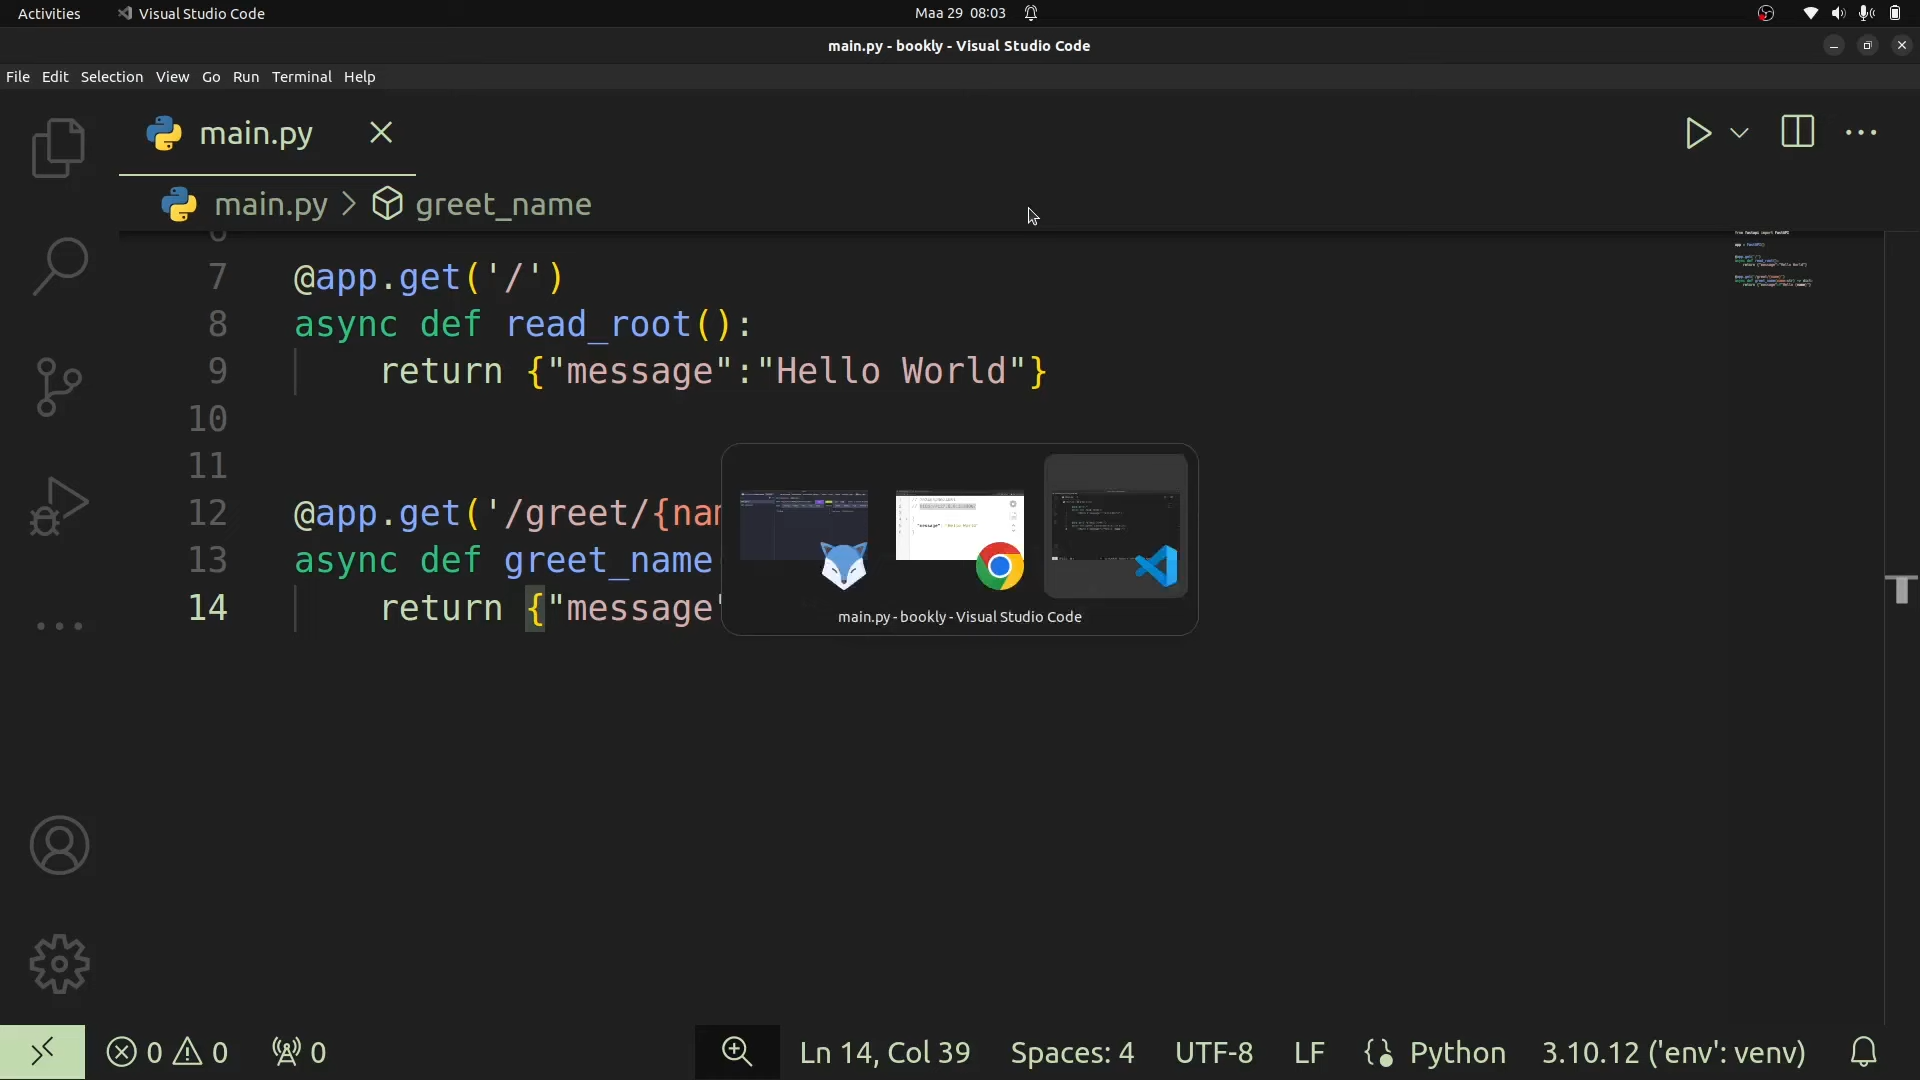 Activities
Visual Studio Code
Maa 29 08:03
main.py - bookly - Visual Studio Code
File Edit Selection View Go Run Terminal Help
main.py
main.py > greet_name
6
7 @app.get('/')
8 async def read_root():
9 return {"message":"Hello World"}
10
11
12 @app.get('/greet/{nam
13 async def greet_name
14 return {"message"
main.py - bookly - Visual Studio Code
0 0 0
Ln 14, Col 39
Spaces: 4
UTF-8
LF
Python
3.10.12 ('env': venv)